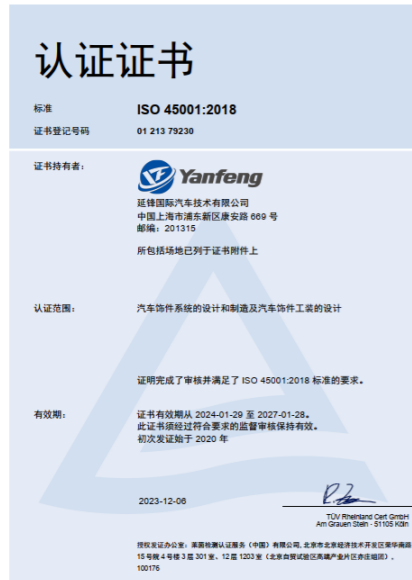 认证证书
标准 ISO 45001:2018
证书登记号码 01 213 79230
证书持有者: Yanfeng
延锋国际汽车技术有限公司
中国上海市浦东新区康安路 669 号
邮编: 201315
所包括场地已列于证书附件上
认证范围: 汽车饰件系统的设计和制造及汽车饰件工装的设计
证明完成了审核并满足了 ISO 45001:2018 标准的要求。
有效期: 证书有效期从 2024-01-29 至 2027-01-28。
此证书须经过符合要求的监督审核保持有效。
初次发证始于 2020 年
2023-12-06
TÜV Rheinland Cert GmbH
Am Grauen Stein · 51105 Köln
授权发证办公室: 莱茵检测认证服务（中国）有限公司, 北京市北京经济技术开发区荣华南路
15 号院 4 号楼 3 层 301 室、12 层 1203 室（北京自贸试验区高端产业片区亦庄组团）,
100176